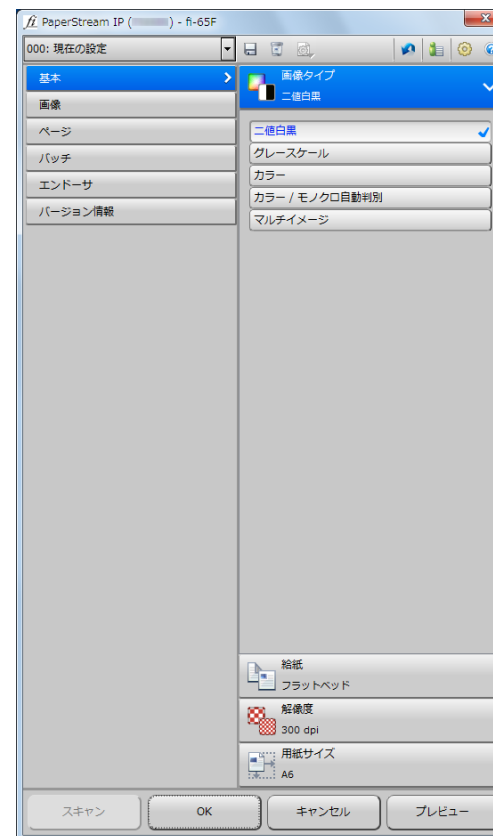 fi PaperStream IP ( ) - fi-65F
000: 現在の設定
基本
画像
ページ
バッチ
エンドーサ
バージョン情報
画像タイプ
二値白黒
二値白黒
グレースケール
カラー
カラー / モノクロ自動判別
マルチイメージ
給紙
フラットベッド
解像度
300 dpi
用紙サイズ
A6
スキャン
OK
キャンセル
プレビュー